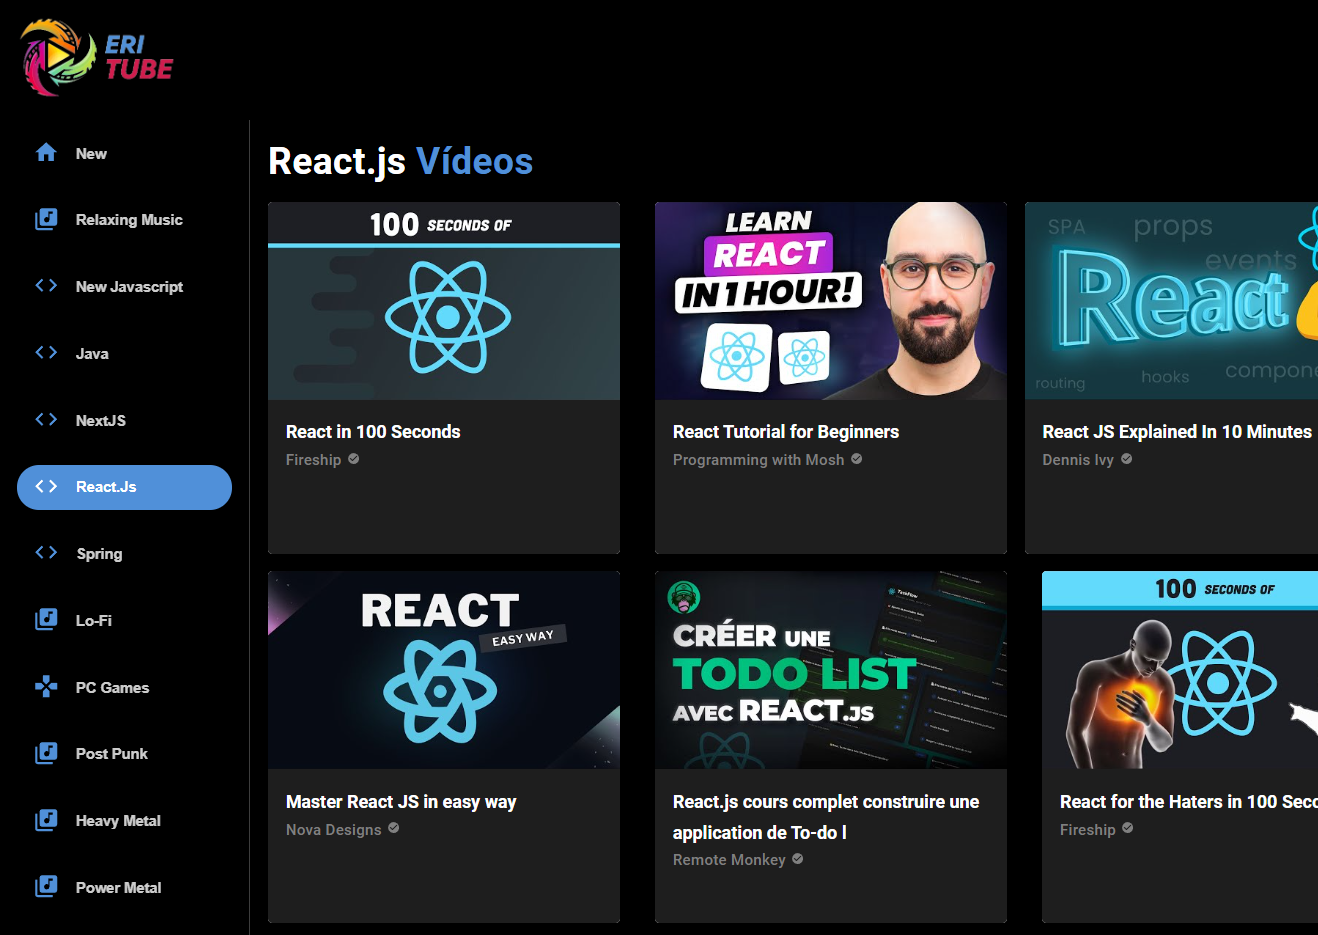 ERI
TUBE
New
Relaxing Music
New Javascript
Java
NextJS
React.Js
Spring
Lo-Fi
PC Games
Post Punk
Heavy Metal
Power Metal
React.js Vídeos
100 SECONDS OF
React in 100 Seconds
Fireship
LEARN
REACT
IN 1 HOUR!
React Tutorial for Beginners
Programming with Mosh
SPA
props
events
React
routing
hooks
compone
React JS Explained In 10 Minutes
Dennis Ivy
REACT
EASY WAY
Master React JS in easy way
Nova Designs
CRÉER UNE
TODO LIST
AVEC REACT.JS
React.js cours complet construire une
application de To-do l
Remote Monkey
100 SECONDS OF
React for the Haters in 100 Seco
Fireship